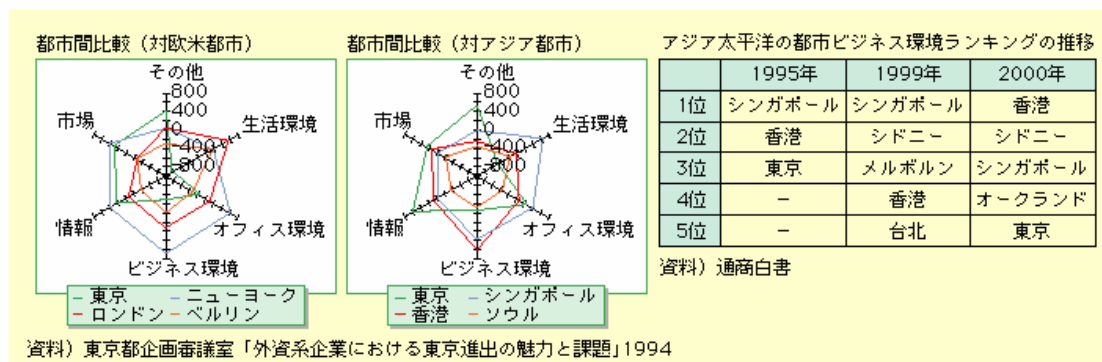 都市間比較（対欧米都市）
その他
800
400
0
-400
-800
市場
生活環境
情報
オフィス環境
ビジネス環境
東京
ニューヨーク
ロンドン
ベルリン
都市間比較（対アジア都市）
その他
800
400
0
-400
-800
市場
生活環境
情報
オフィス環境
ビジネス環境
東京
シンガポール
香港
ソウル
資料）東京都企画審議室「外資系企業における東京進出の魅力と課題」1994
アジア太平洋の都市ビジネス環境ランキングの推移
1995年 1999年 2000年
1位 シンガポール シンガポール 香港
2位 香港 シドニー シドニー
3位 東京 メルボルン シンガポール
4位 － 香港 オークランド
5位 － 台北 東京
資料）通商白書